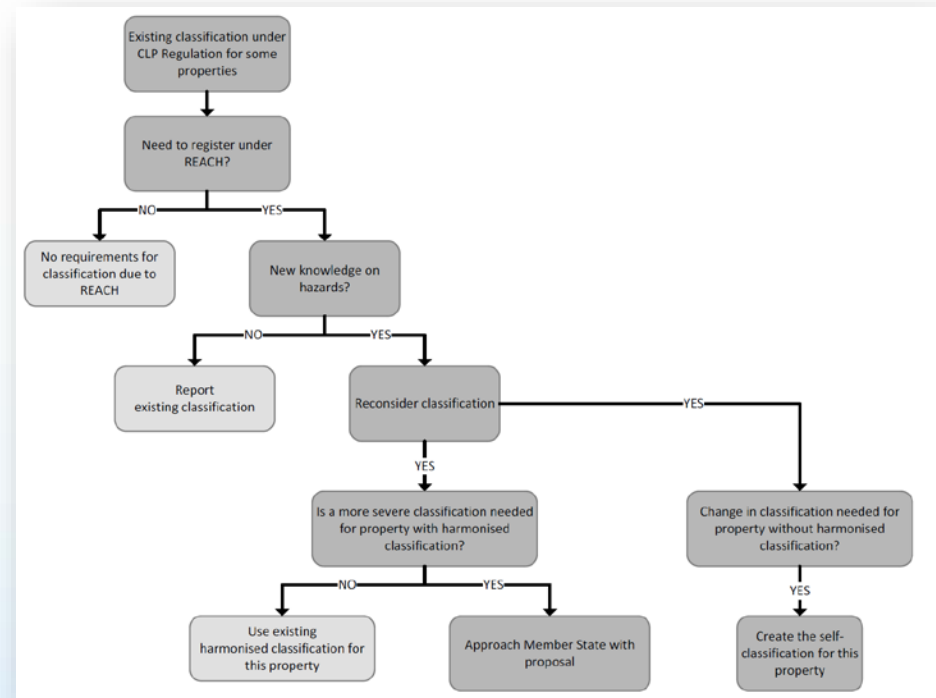 Existing classification under
CLP Regulation for some
properties
Need to register under
REACH?
NO
YES
No requirements for
classification due to
REACH
New knowledge on
hazards?
NO
YES
Report
existing classification
Reconsider classification
YES
YES
Is a more severe classification needed
for property with harmonised
classification?
Change in classification needed for
property without harmonised
classification?
NO
YES
YES
Use existing
harmonised classification for
this property
Approach Member State with
proposal
Create the self-
classification for this
property